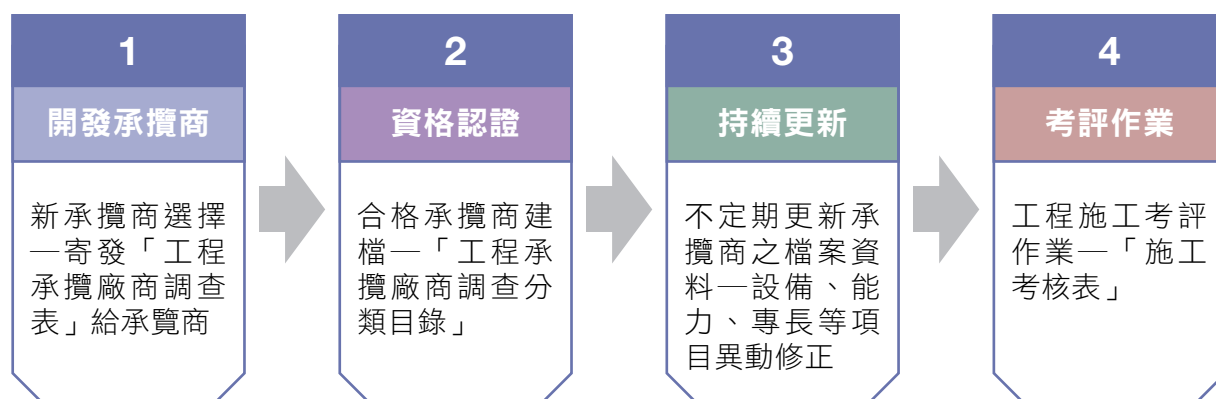 1
開發承攬商
新承攬商選擇
—寄發「工程
承攬廠商調查
表」給承覽商
2
資格認證
合格承攬商建
檔—「工程承
攬廠商調查分
類目錄」
3
持續更新
不定期更新承
攬商之檔案資
料—設備、能
力、專長等項
目異動修正
4
考評作業
工程施工考評
作業—「施工
考核表」